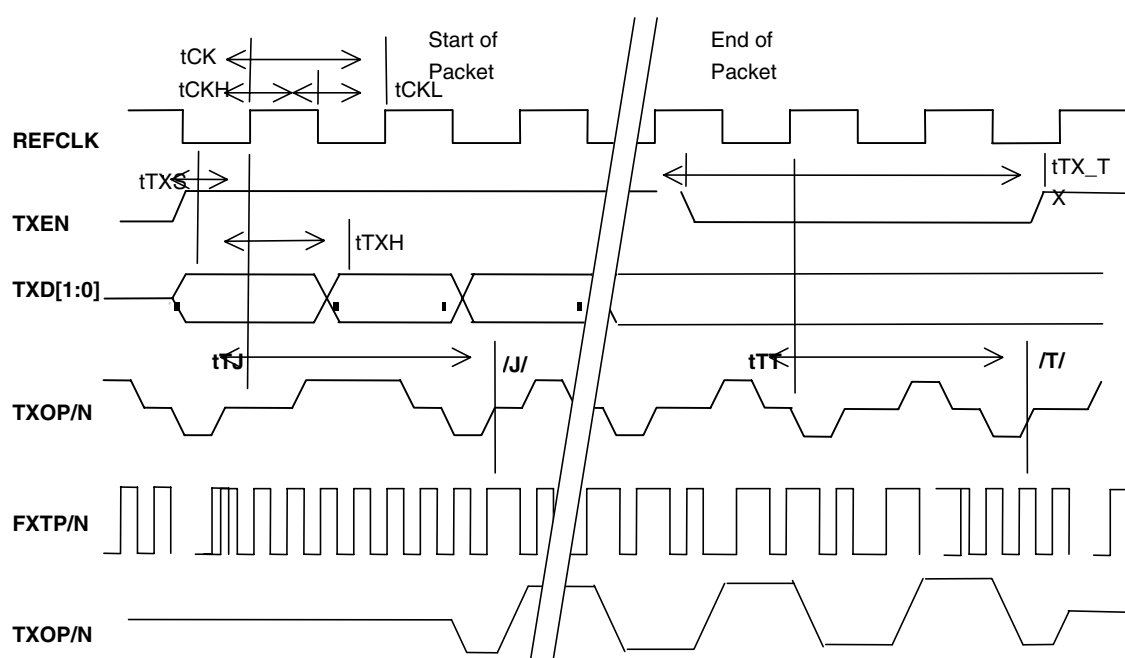 Start of
Packet
End of
Packet
tCK
tCKH
tCKL
REFCLK
tTXS
tTX_T
X
TXEN
tTXH
TXD[1:0]
tTJ
/J/
tTT
/T/
TXOP/N
FXTP/N
TXOP/N